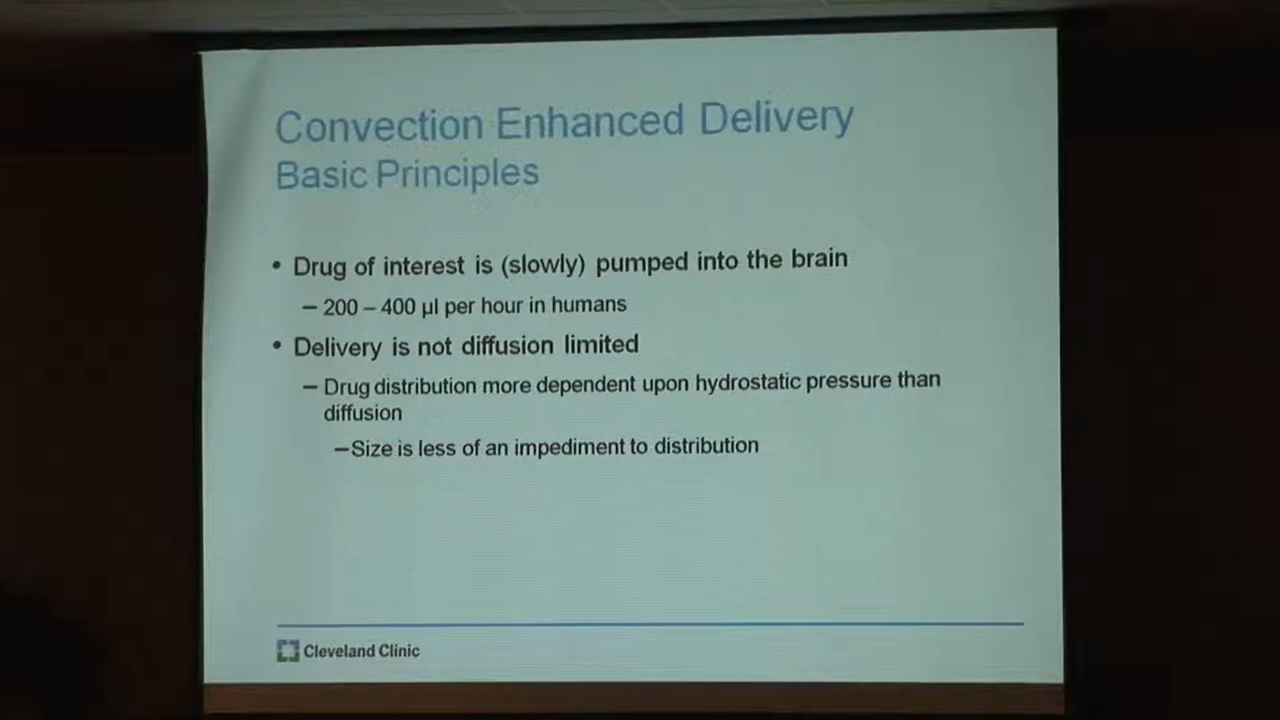 Convection Enhanced Delivery
Basic Principles
• Drug of interest is (slowly) pumped into the brain
– 200 – 400 µl per hour in humans
• Delivery is not diffusion limited
– Drug distribution more dependent upon hydrostatic pressure than
diffusion
–Size is less of an impediment to distribution
Cleveland Clinic